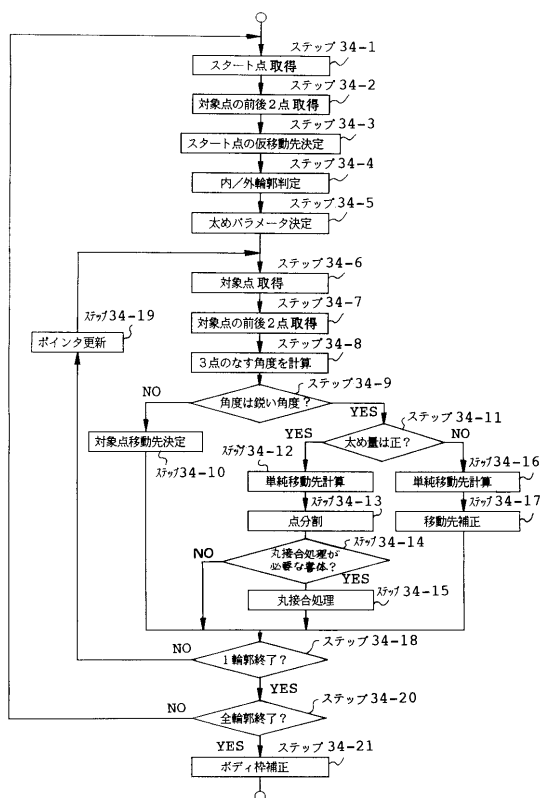 ステップ34-1
スタート点取得
ステップ34-2
対象点の前後2点取得
ステップ34-3
スタート点の仮移動先決定
ステップ34-4
内/外輪郭判定
ステップ34-5
太めパラメータ決定
ステップ34-6
対象点取得
ステップ34-7
対象点の前後2点取得
ステップ34-8
3点のなす角度を計算
ステップ34-19
ポインタ更新
ステップ34-9
角度は鋭い角度?
NO
YES
対象点移動先決定
ステップ34-10
ステップ34-11
太め量は正?
YES
NO
ステップ34-12
単純移動先計算
ステップ34-16
単純移動先計算
ステップ34-13
点分割
ステップ34-17
移動先補正
ステップ34-14
丸接合処理が
必要な書体?
NO
YES
ステップ34-15
丸接合処理
ステップ34-18
1輪郭終了?
NO
YES
ステップ34-20
全輪郭終了?
NO
YES
ステップ34-21
ボディ枠補正